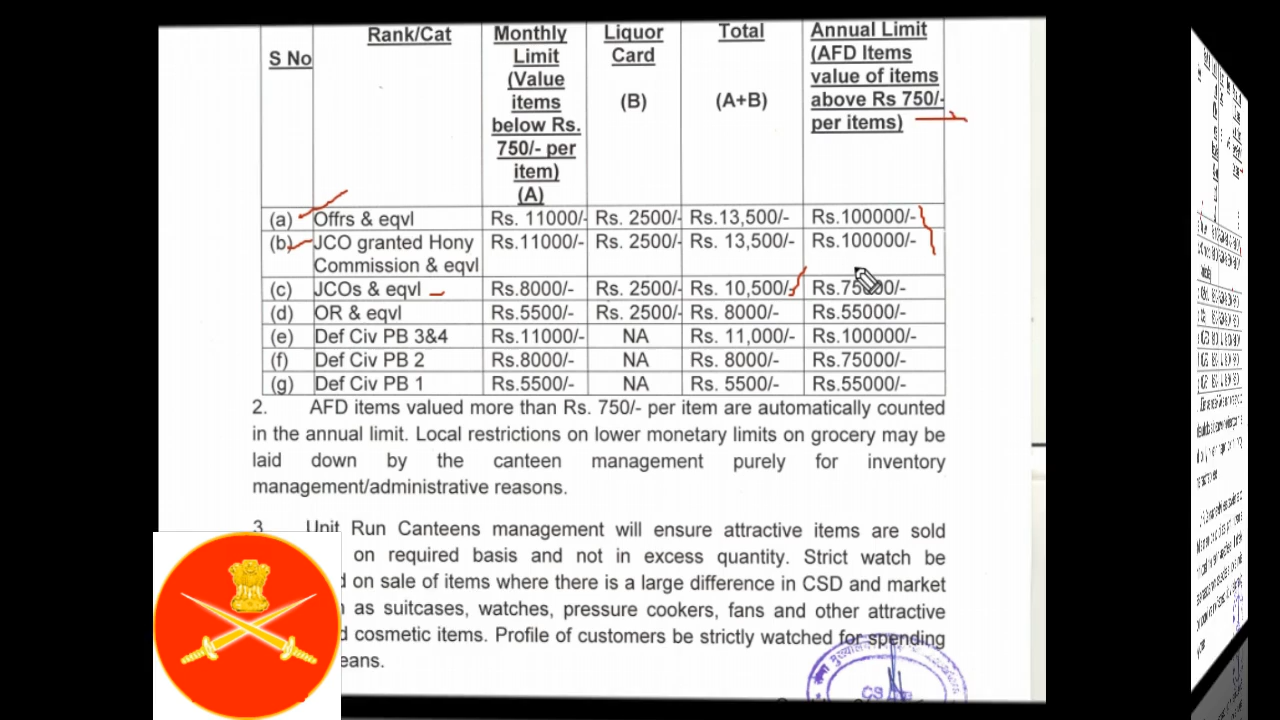 S No Rank/Cat Monthly Limit (Value items below Rs. 750/- per item) (A) Liquor Card (B) Total (A+B) Annual Limit (AFD Items value of items above Rs 750/- per items)
(a) Offrs & eqvl Rs. 11000/- Rs. 2500/- Rs.13,500/- Rs.100000/-
(b) JCO granted Hony Commission & eqvl Rs.11000/- Rs. 2500/- Rs. 13,500/- Rs.100000/-
(c) JCOs & eqvl Rs.8000/- Rs. 2500/- Rs. 10,500/- Rs.75000/-
(d) OR & eqvl Rs.5500/- Rs. 2500/- Rs. 8000/- Rs.55000/-
(e) Def Civ PB 3&4 Rs.11000/- NA Rs. 11,000/- Rs.100000/-
(f) Def Civ PB 2 Rs.8000/- NA Rs. 8000/- Rs.75000/-
(g) Def Civ PB 1 Rs.5500/- NA Rs. 5500/- Rs.55000/-
2. AFD items valued more than Rs. 750/- per item are automatically counted
in the annual limit. Local restrictions on lower monetary limits on grocery may be
laid down by the canteen management purely for inventory
management/administrative reasons.
3 Unit Run Canteens management will ensure attractive items are sold
on required basis and not in excess quantity. Strict watch be
on sale of items where there is a large difference in CSD and market
as suitcases, watches, pressure cookers, fans and other attractive
cosmetic items. Profile of customers be strictly watched for spending
CS